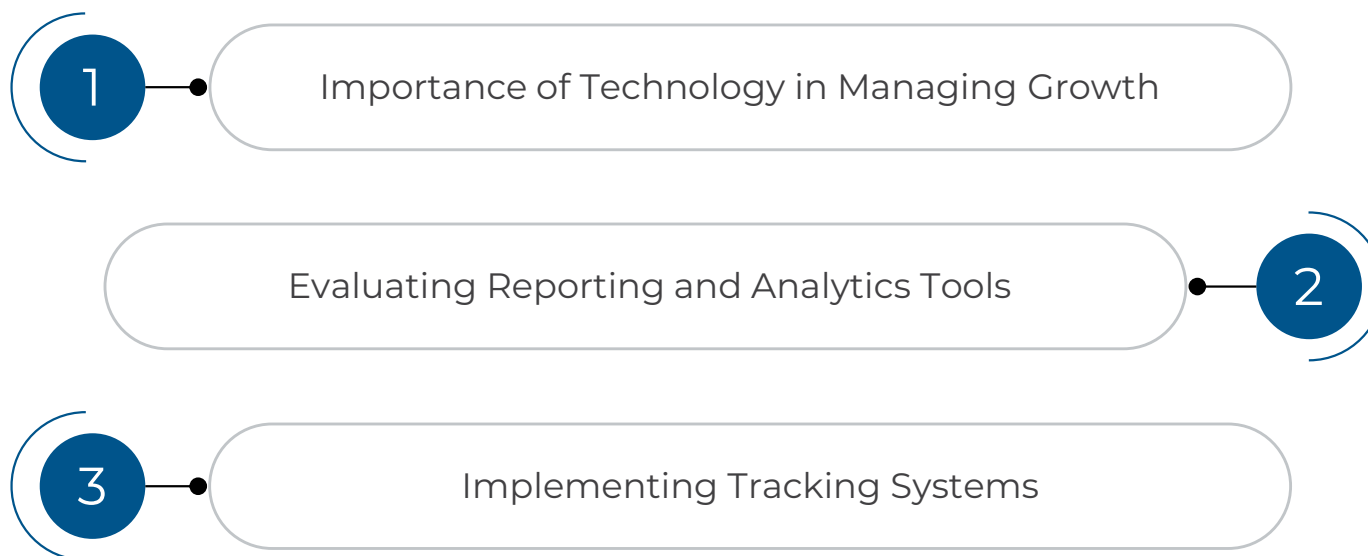 1
Importance of Technology in Managing Growth
Evaluating Reporting and Analytics Tools
2
3
Implementing Tracking Systems